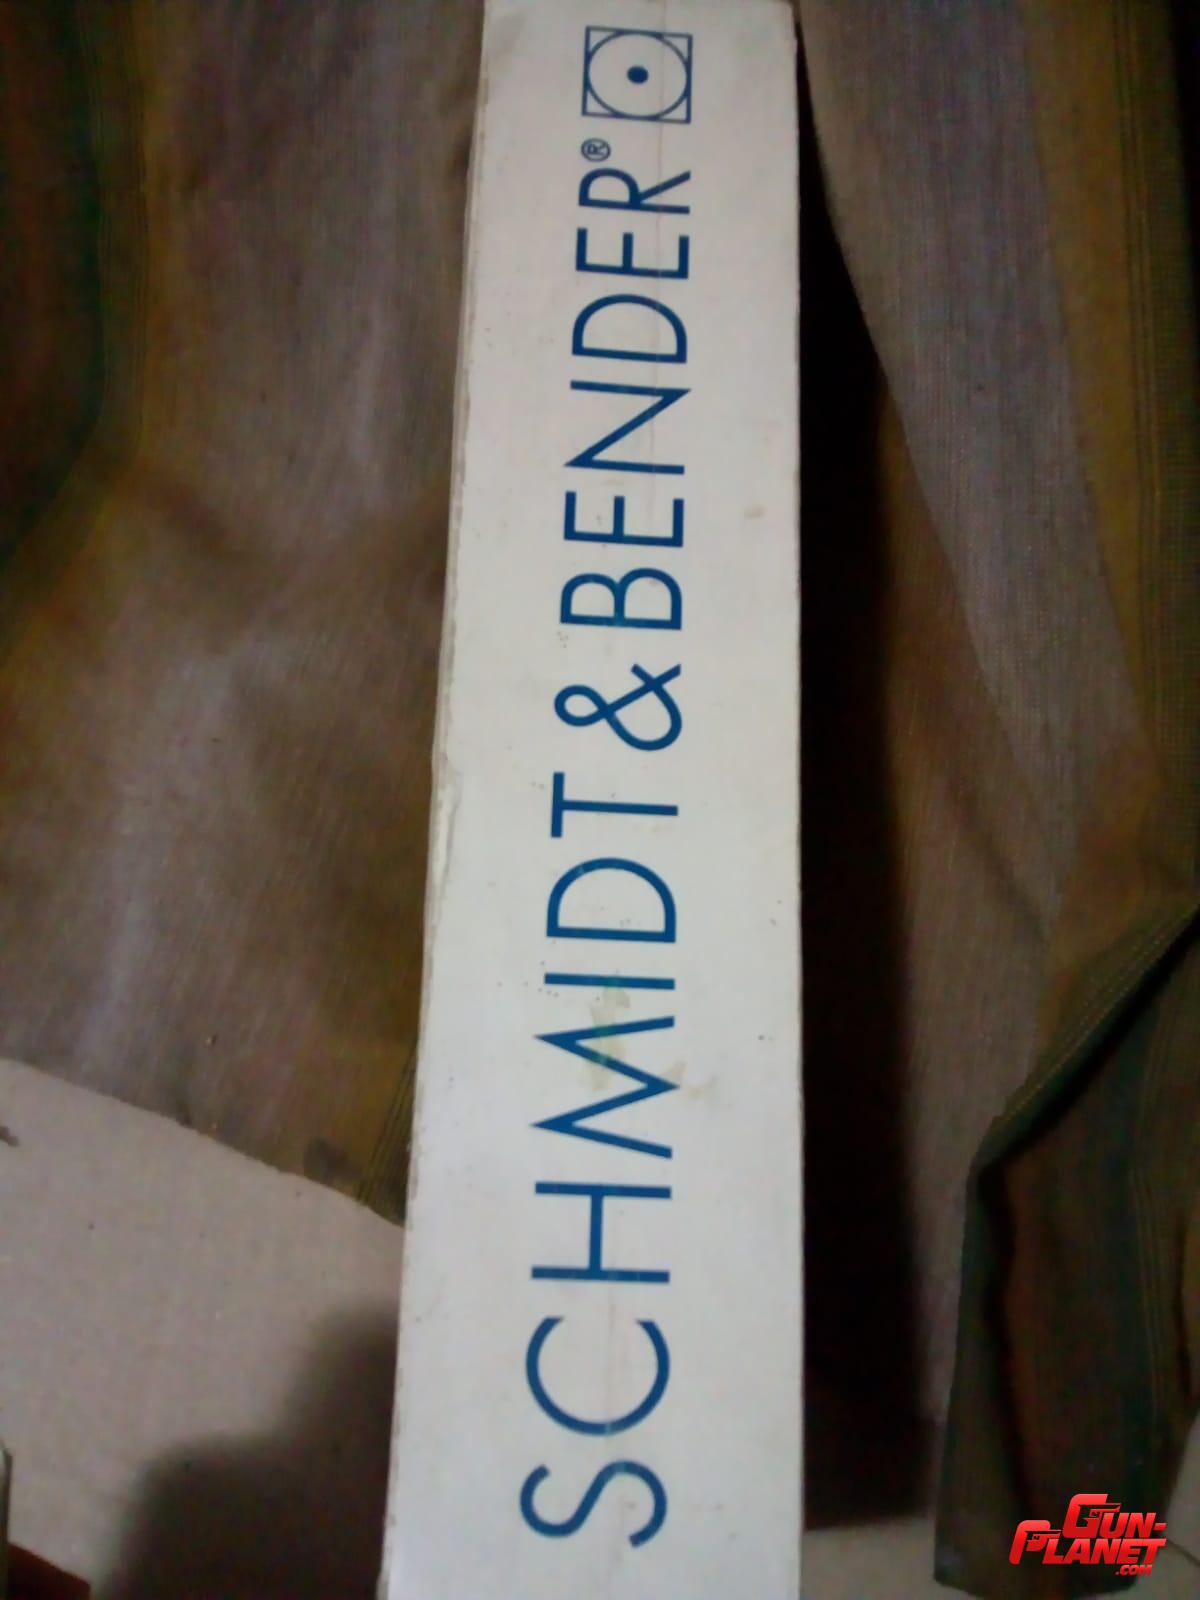 SCHMIDT & BENDER®
GUN-
PLANET
.COM